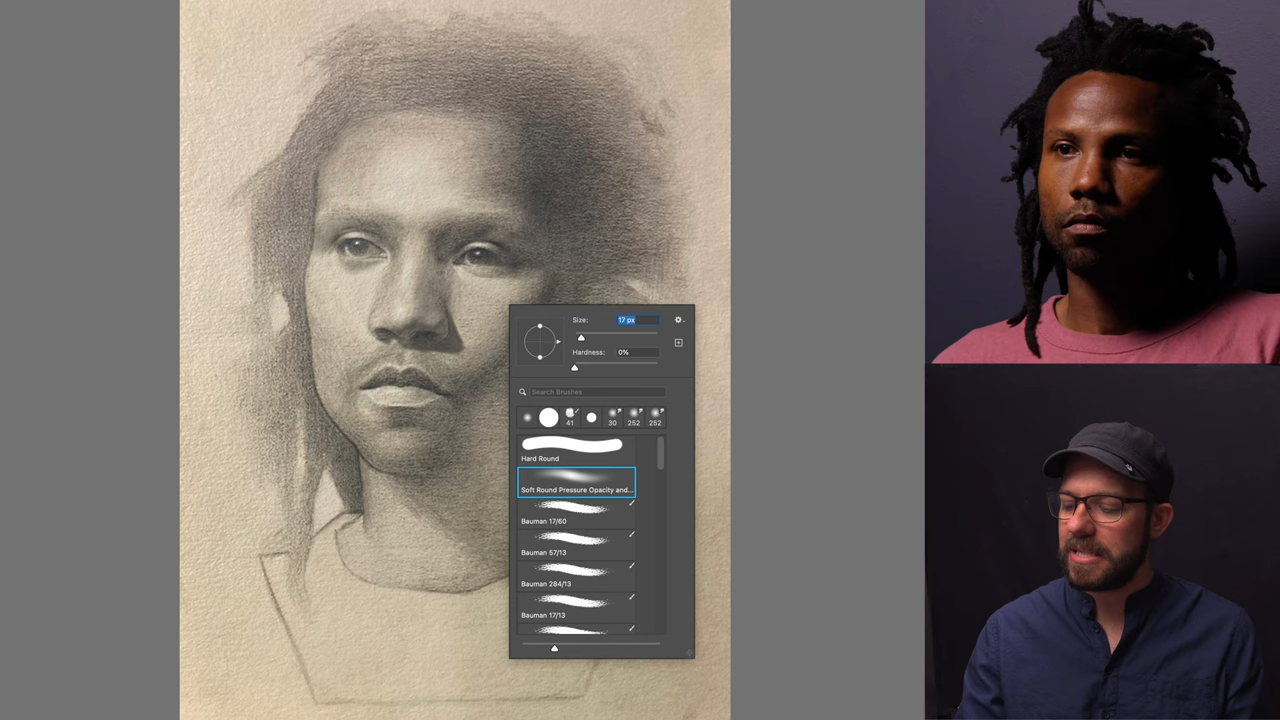 Size:
17 px
Hardness:
0%
Search Brushes
41
30
252
252
Hard Round
Soft Round Pressure Opacity and...
Bauman 17/60
Bauman 57/13
Bauman 284/13
Bauman 17/13